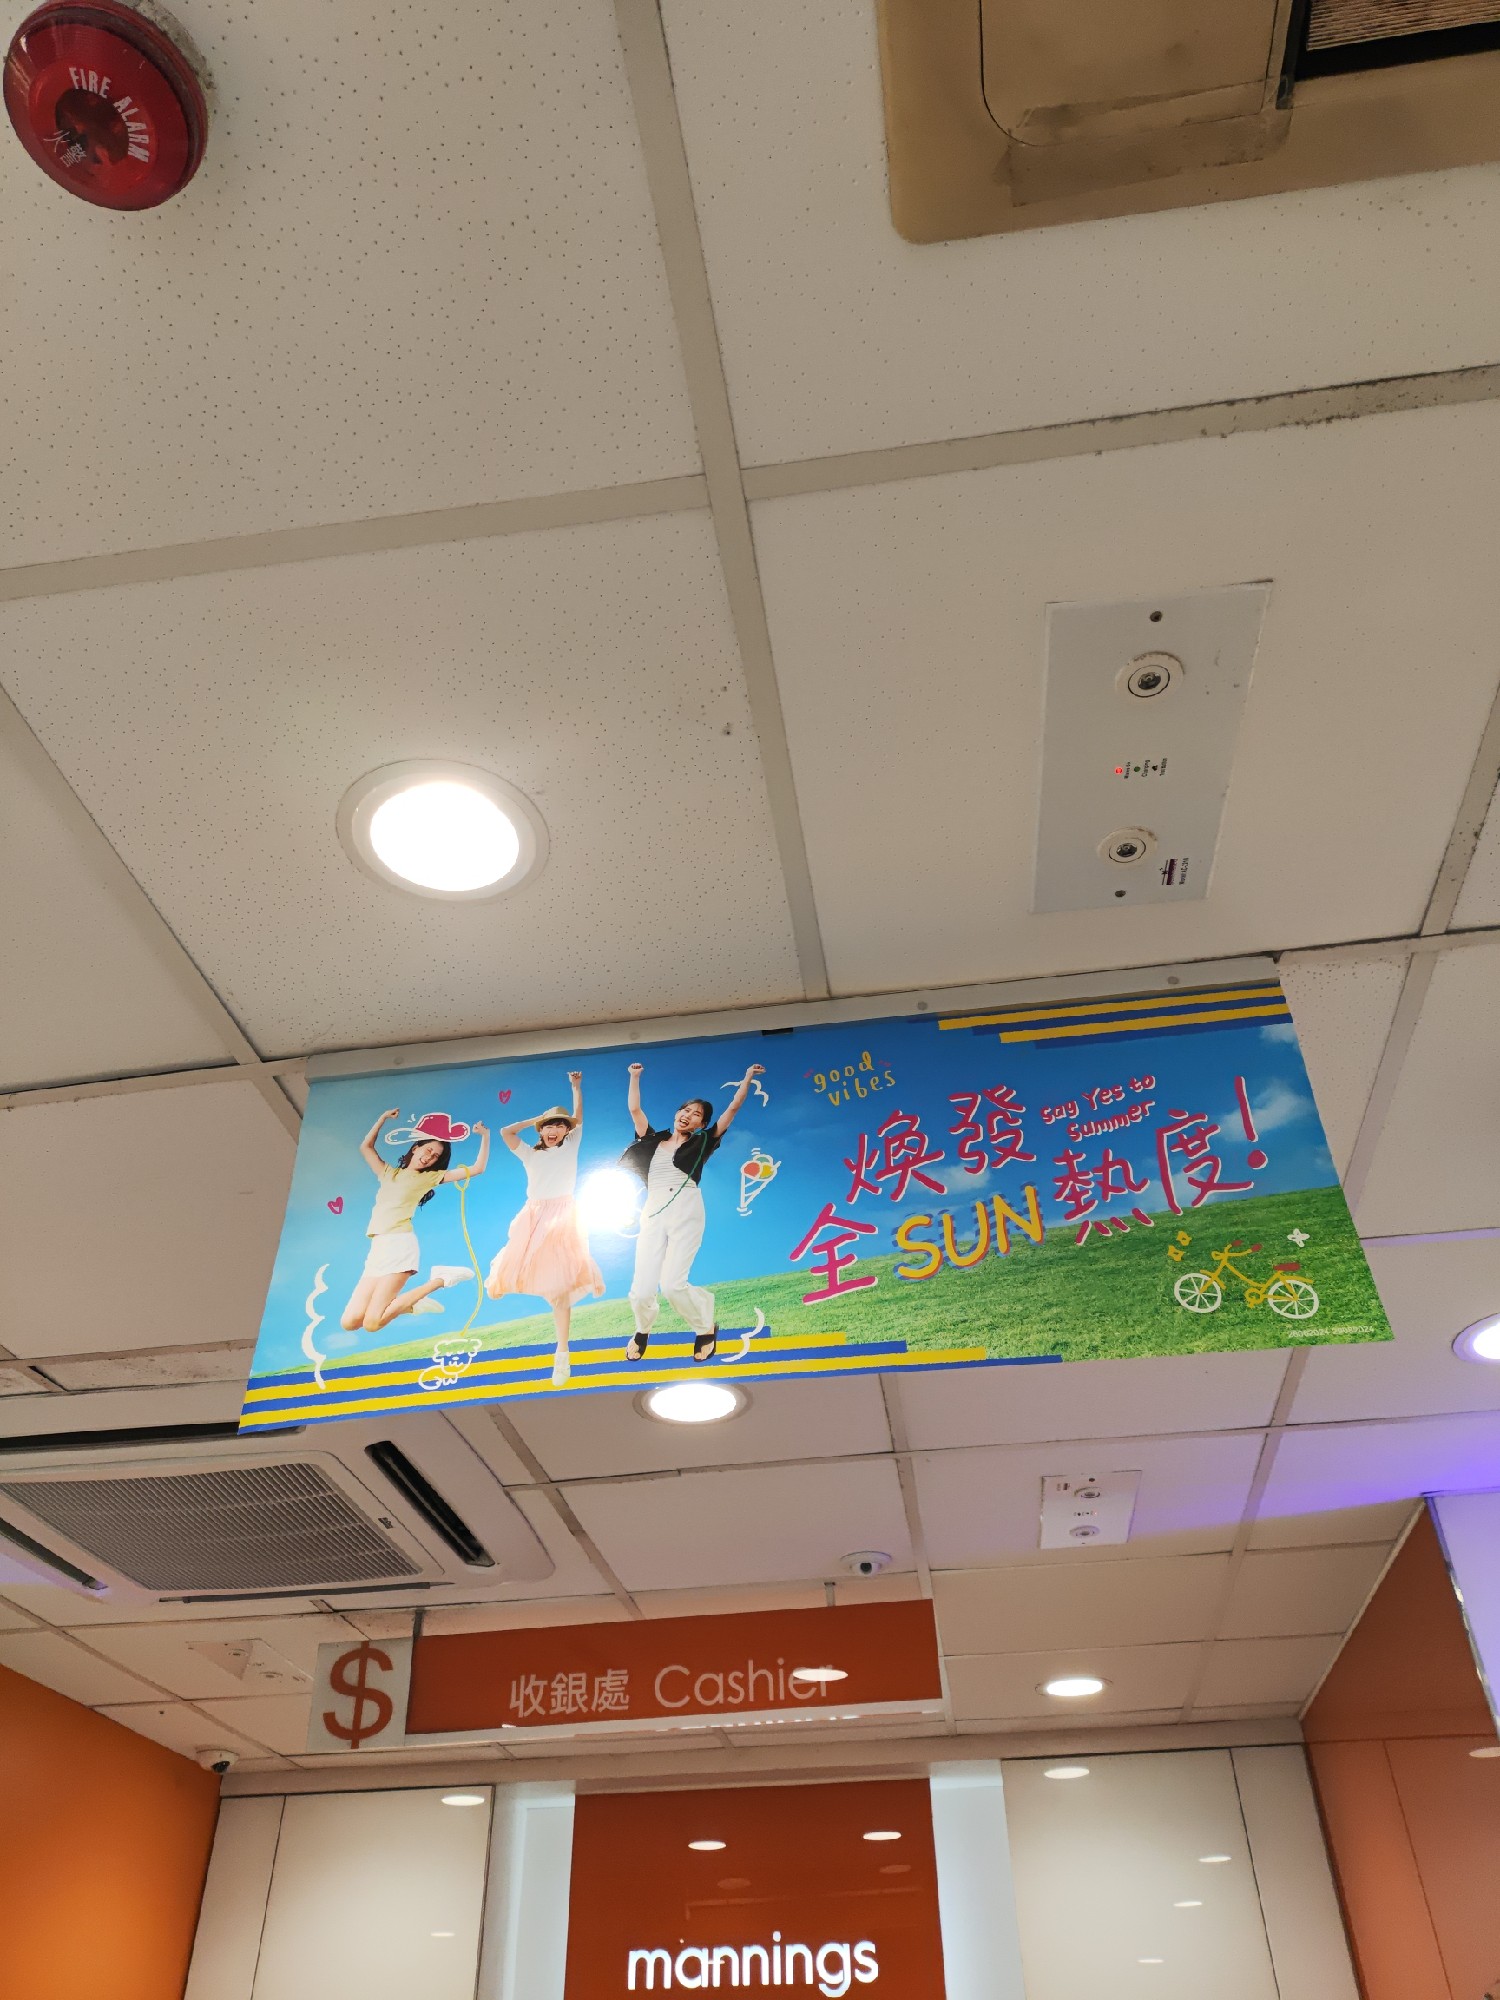 FIRE ALARM
火警
good
vibes
煥發
say Yes to
summer
全SUN熱度!
$
收銀處 Cashier
mannings